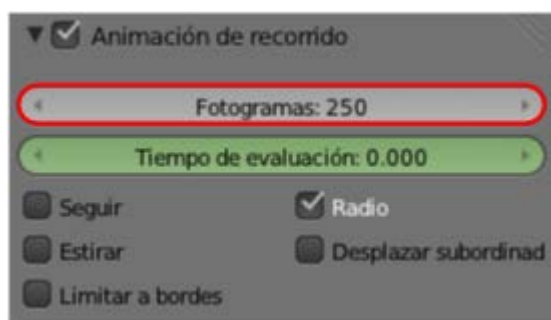 Animación de recorrido
Fotogramas: 250
Tiempo de evaluación: 0.000
Seguir Radio
Estirar Desplazar subordinad
Limitar a bordes